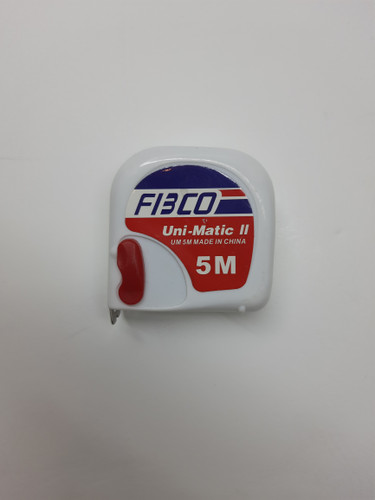 FIBCO
Uni-Matic II
UM 5M MADE IN CHINA
5M